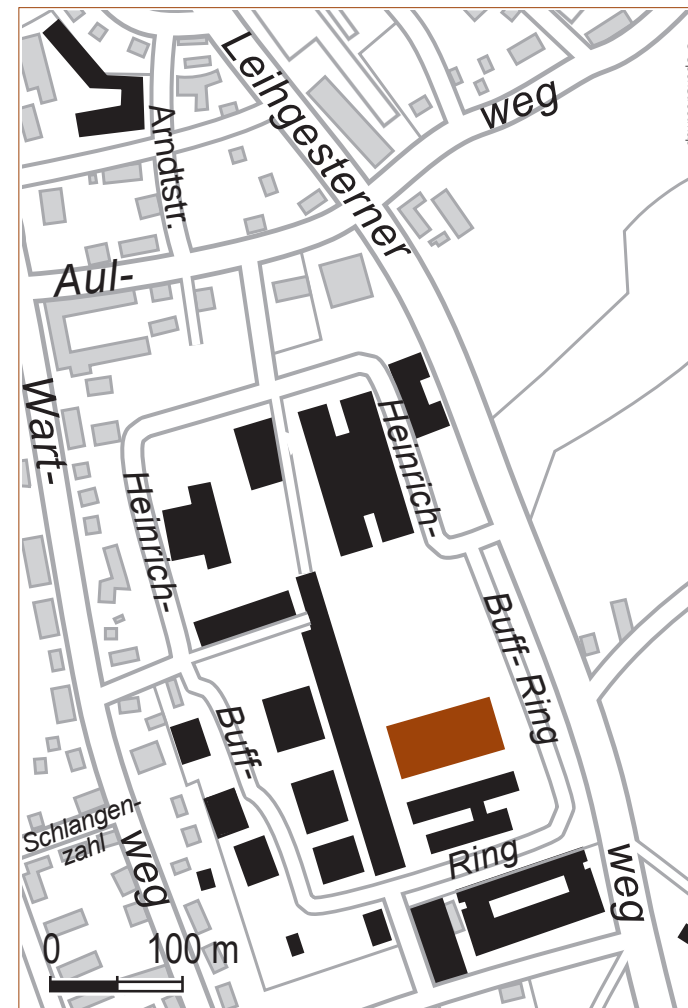 Leihgesterner
weg
Arndtstr.
Aul-
Wart-
Heinrich-
Heinrich-
Buff- Ring
Buff-
Schlangen-
zahl
weg
Ring
weg
0 100 m